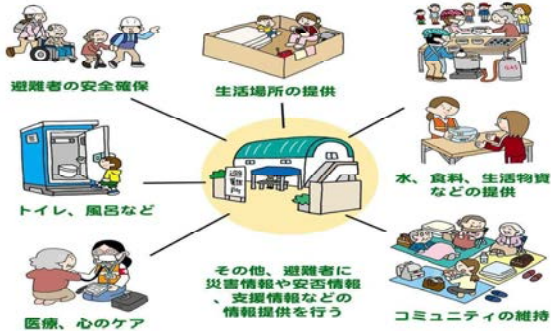 避難者の安全確保
生活場所の提供
GAS
水、食料、生活物資
などの提供
トイレ、風呂など
避難所
医療、心のケア
その他、避難者に
災害情報や安否情報
、支援情報などの
情報提供を行う
コミュニティの維持